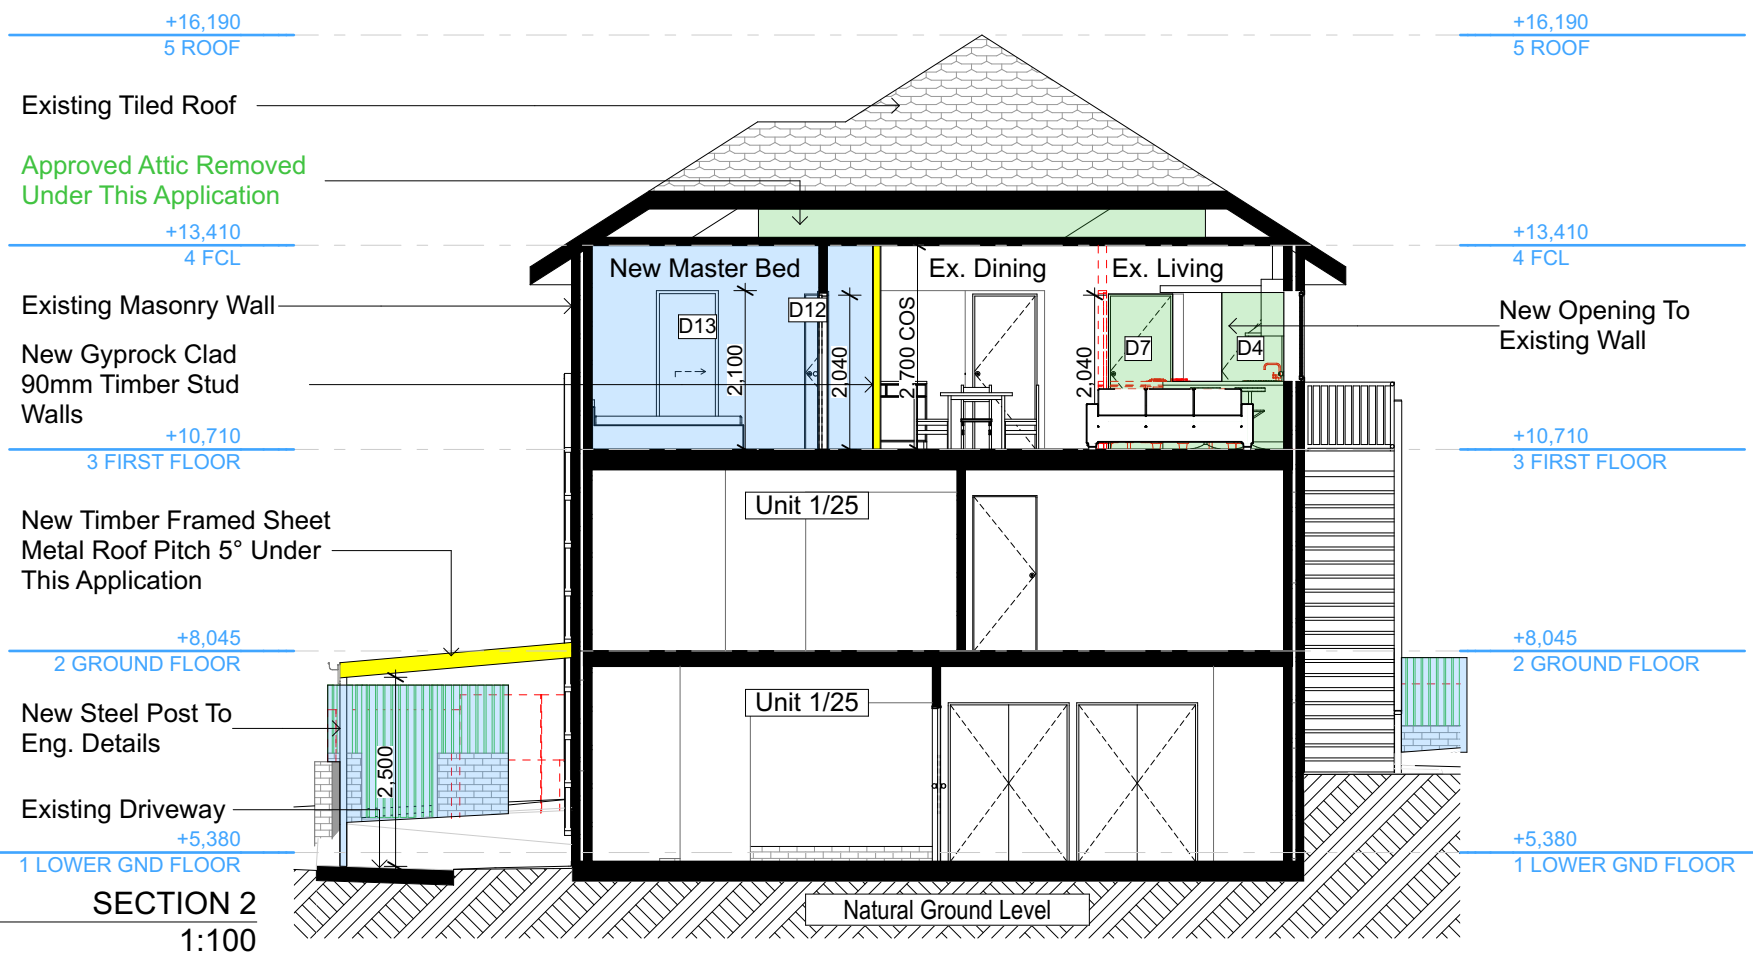 +16,190
5 ROOF
+16,190
5 ROOF
Existing Tiled Roof
Approved Attic Removed
Under This Application
+13,410
4 FCL
+13,410
4 FCL
New Master Bed
Ex. Dining
Ex. Living
Existing Masonry Wall
New Opening To
Existing Wall
D13
D12
D7
D4
2,100
2,040
2,700 COS
2,040
New Gyprock Clad
90mm Timber Stud
Walls
+10,710
3 FIRST FLOOR
+10,710
3 FIRST FLOOR
Unit 1/25
New Timber Framed Sheet
Metal Roof Pitch 5° Under
This Application
+8,045
2 GROUND FLOOR
+8,045
2 GROUND FLOOR
Unit 1/25
New Steel Post To
Eng. Details
2,500
Existing Driveway
+5,380
1 LOWER GND FLOOR
+5,380
1 LOWER GND FLOOR
Natural Ground Level
SECTION 2
1:100